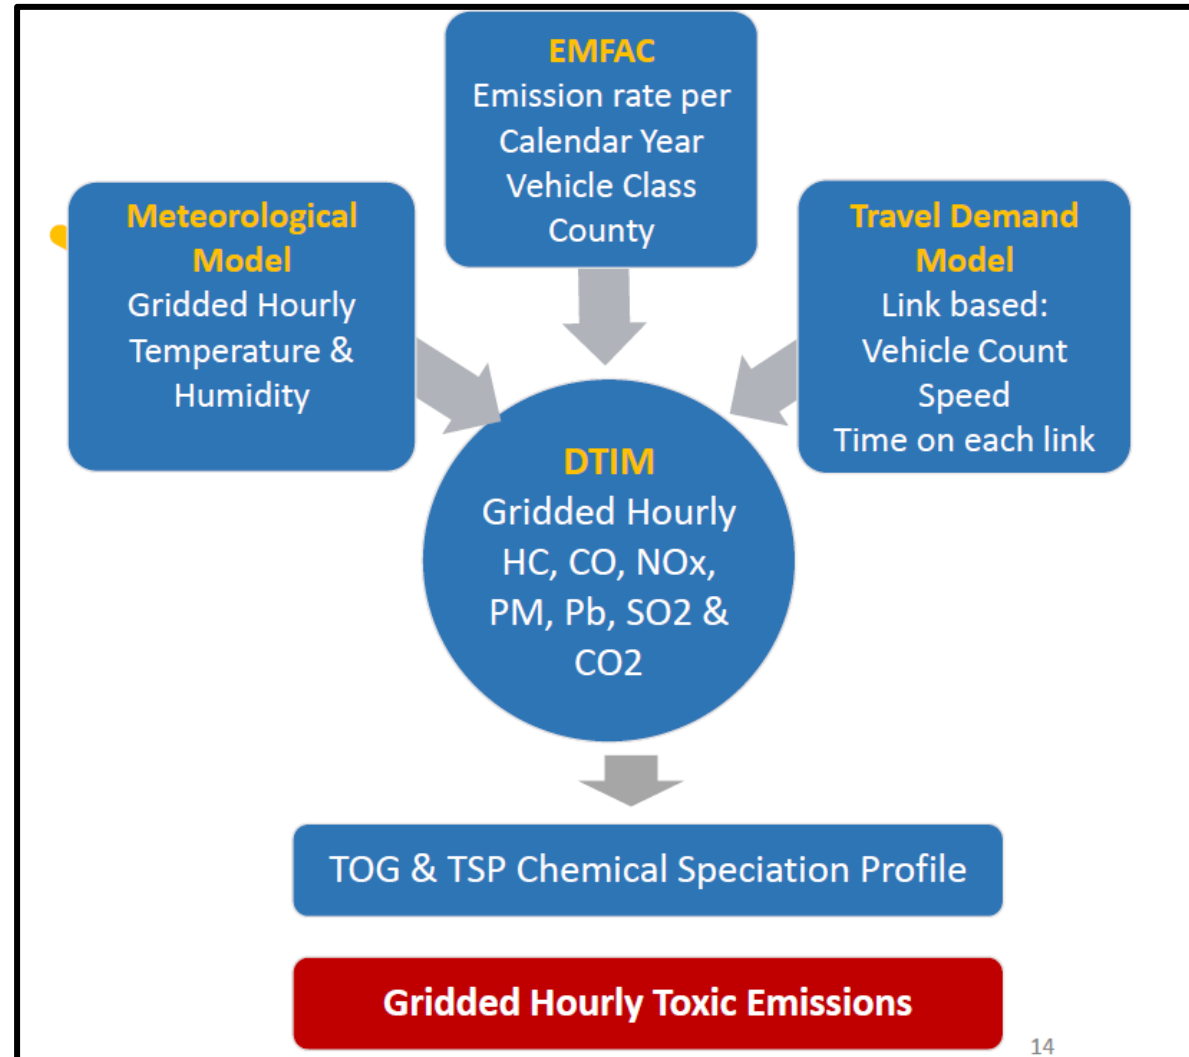 EMFAC
Emission rate per
Calendar Year
Vehicle Class
County
Meteorological
Model
Gridded Hourly
Temperature &
Humidity
Travel Demand
Model
Link based:
Vehicle Count
Speed
Time on each link
DTIM
Gridded Hourly
HC, CO, NOx,
PM, Pb, SO2 &
CO2
TOG & TSP Chemical Speciation Profile
Gridded Hourly Toxic Emissions
14